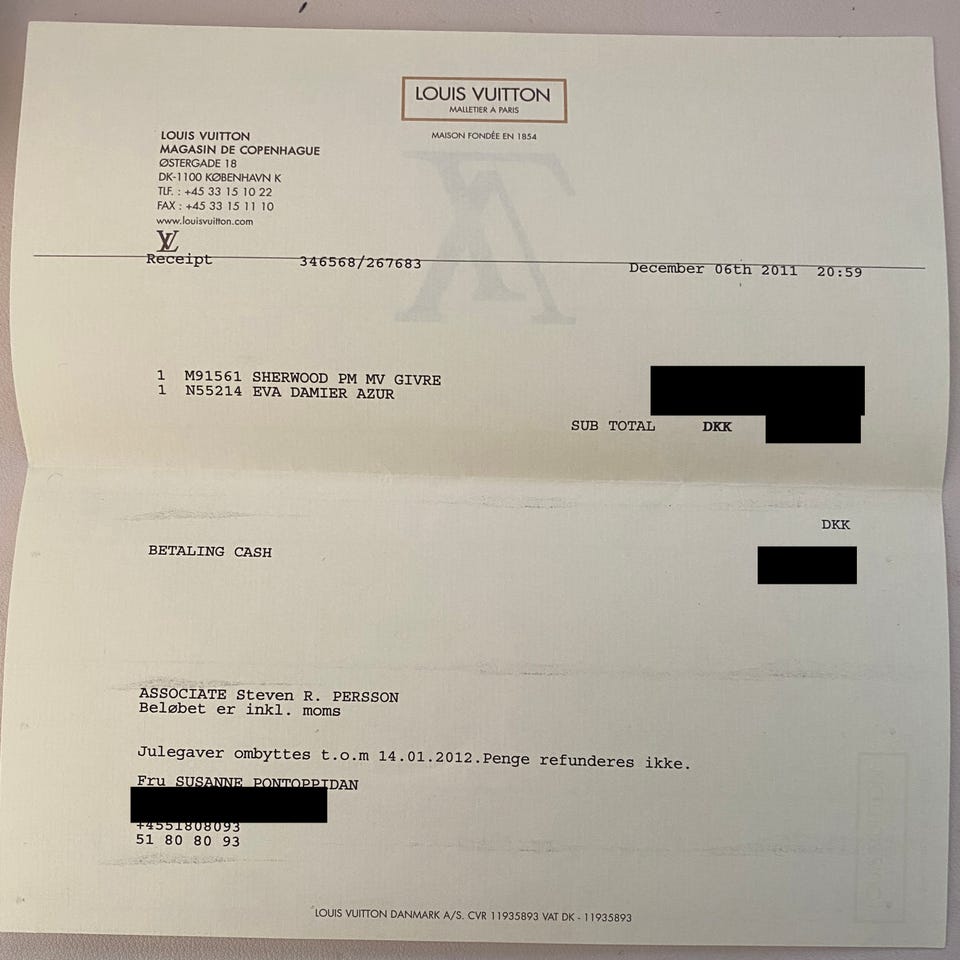 LOUIS VUITTON
MALLETIER A PARIS
MAISON FONDÉE EN 1854
LOUIS VUITTON
MAGASIN DE COPENHAGUE
ØSTERGADE 18
DK-1100 KØBENHAVN K
TLF. : +45 33 15 10 22
FAX : +45 33 15 11 10
www.louisvuitton.com
LV
Receipt 346568/267683 December 06th 2011 20:59
1 M91561 SHERWOOD PM MV GIVRE
1 N55214 EVA DAMIER AZUR
SUB TOTAL DKK
DKK
BETALING CASH
ASSOCIATE Steven R. PERSSON
Beløbet er inkl. moms
Julegaver ombyttes t.o.m 14.01.2012.Penge refunderes ikke.
Fru SUSANNE PONTOPPIDAN
+4551808093
51 80 80 93
LOUIS VUITTON DANMARK A/S. CVR 11935893 VAT DK - 11935893